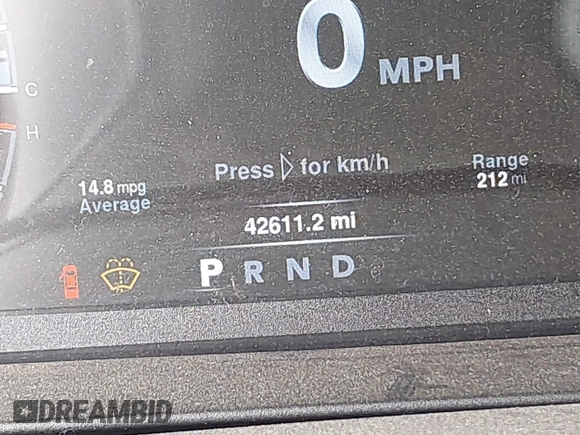 0 MPH
C
H
Press ▷ for km/h
14.8 mpg
Average
Range
212 mi
42611.2 mi
P R N D
DREAMBID